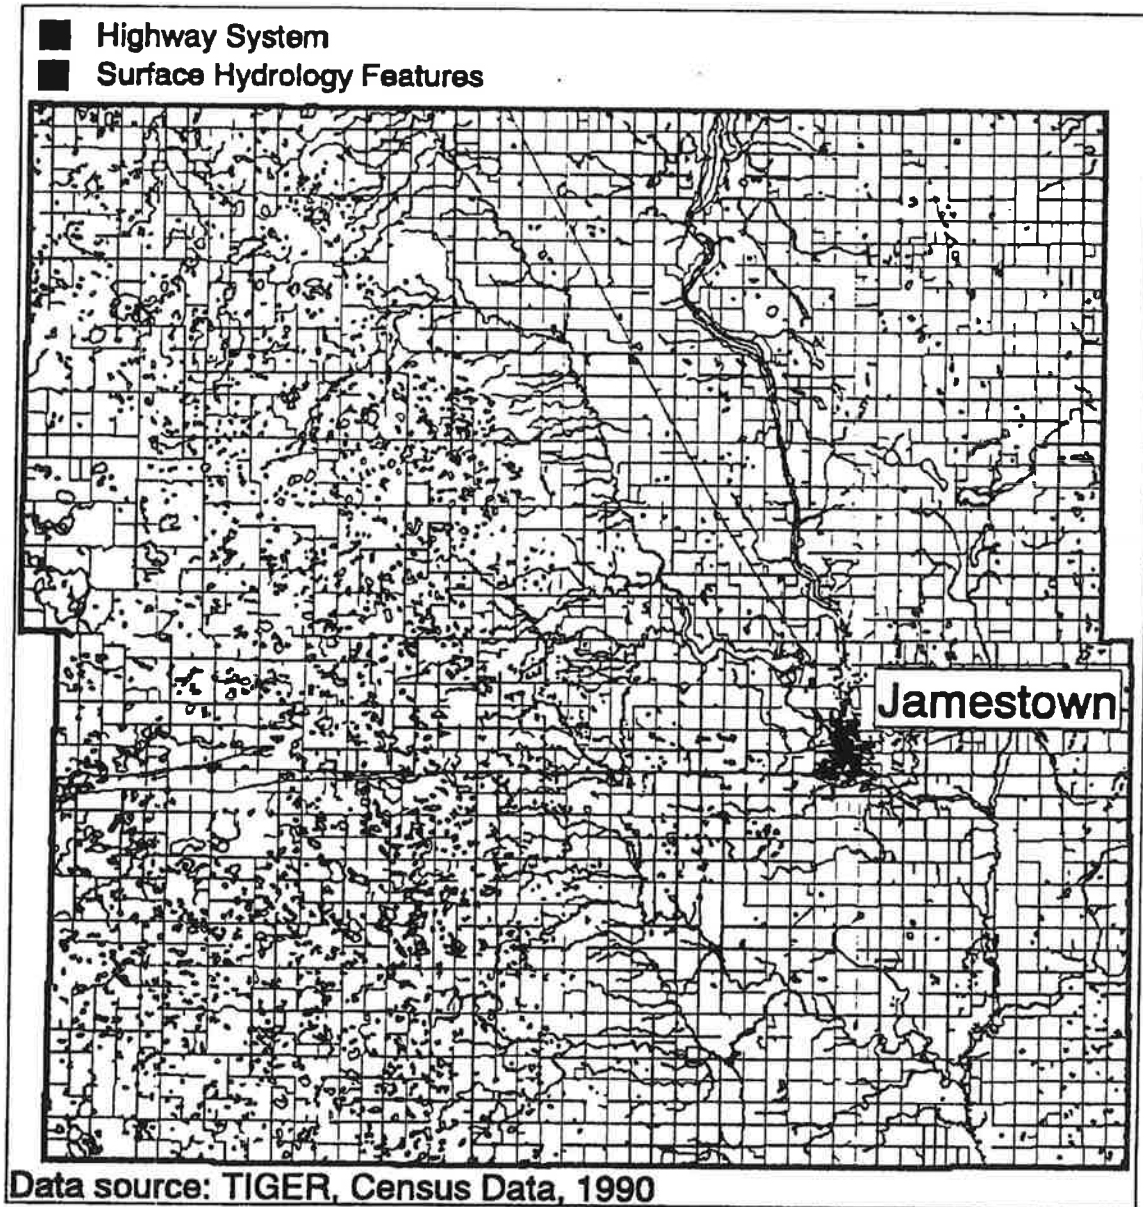 Highway System
Surface Hydrology Features
Jamestown
Data source: TIGER, Census Data, 1990